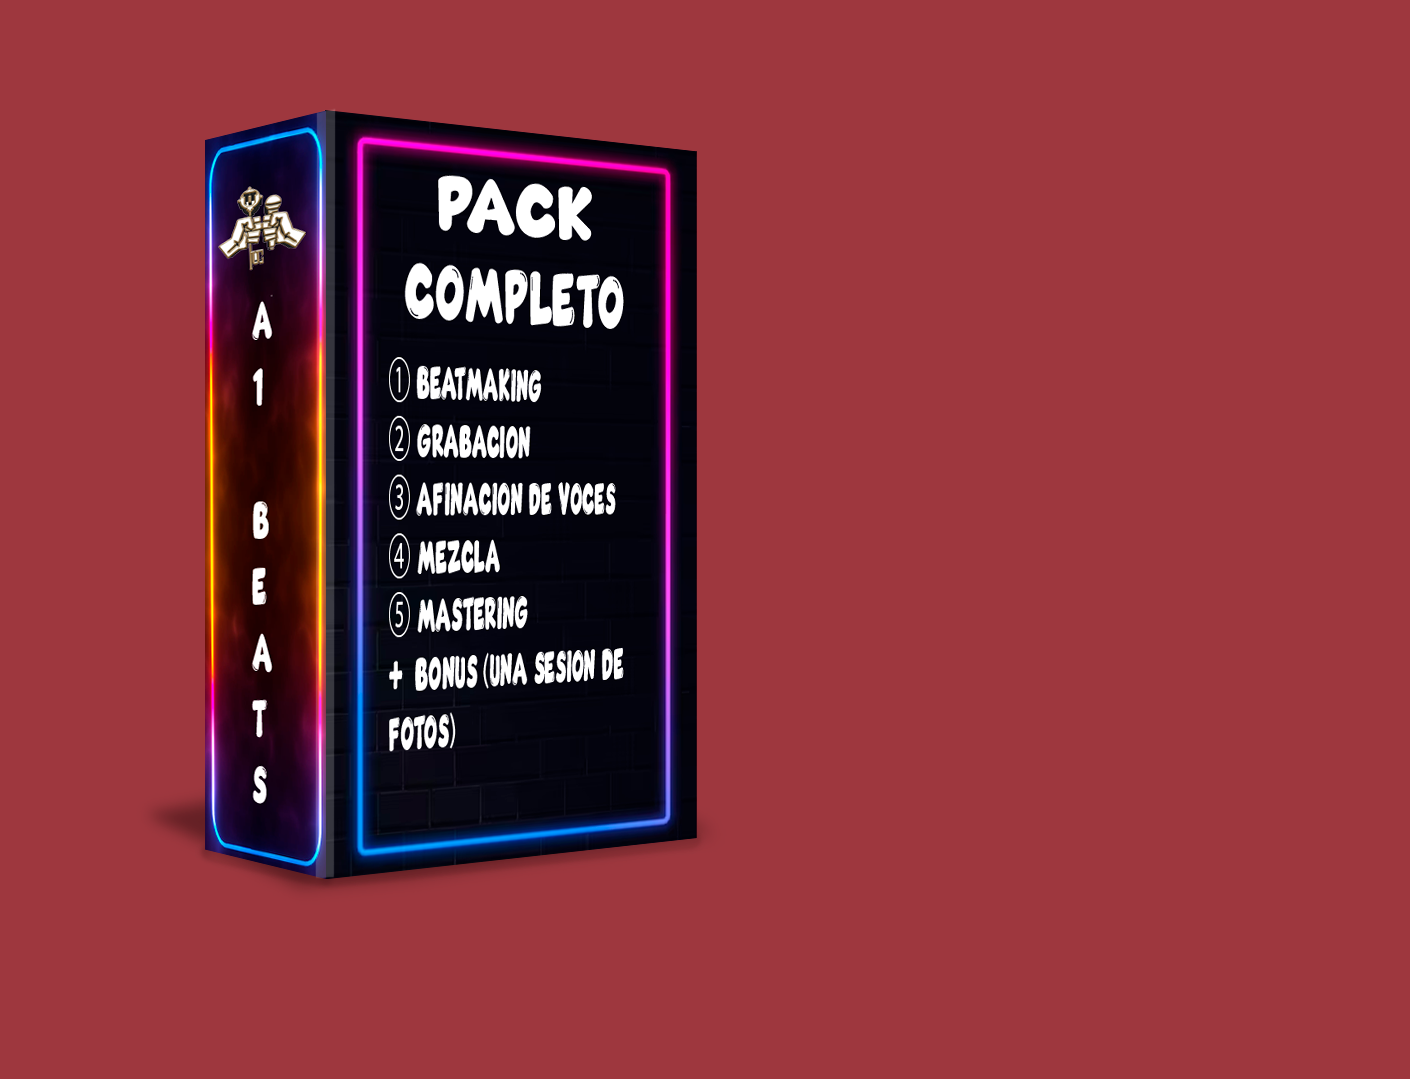 A1 BEATS
PACK
COMPLETO
① BEATMAKING
② GRABACION
③ AFINACION DE VOCES
④ MEZCLA
⑤ MASTERING
+ BONUS (UNA SESION DE
FOTOS)